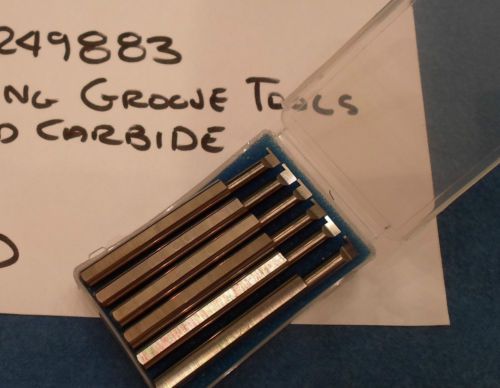 249883
NG GROOVE TOOLS
D CARBIDE